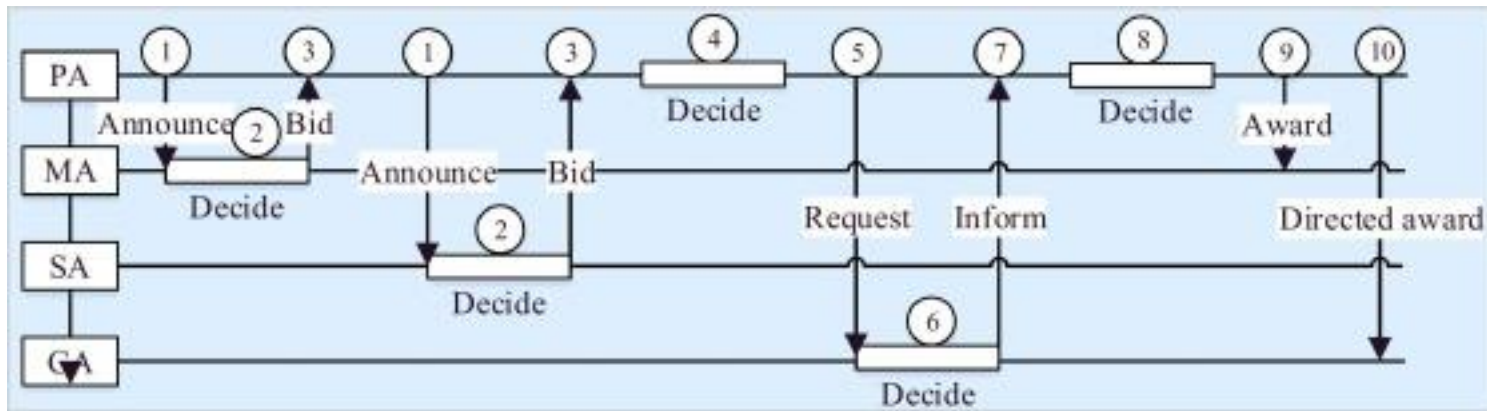 1 3 1 3 4 5 7 8 9 10
PA
Decide Decide
Announce 2 Bid Award
MA
Announce Bid
Decide
Request Inform Directed award
2
SA
Decide
6
GA
Decide